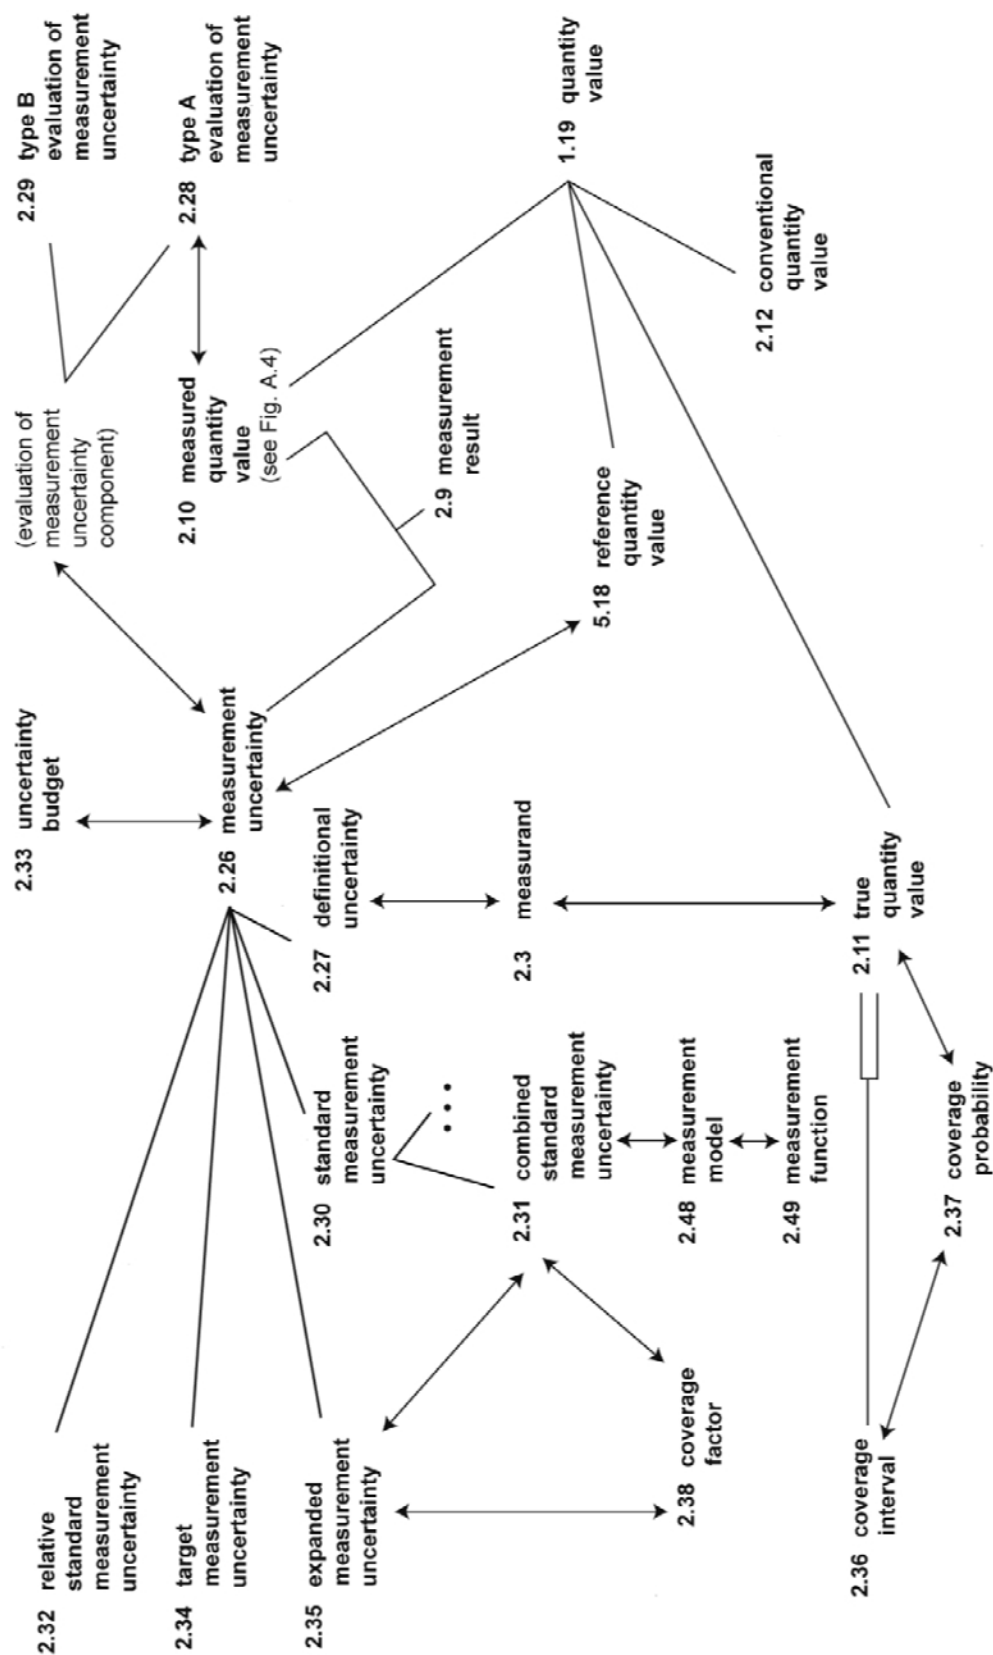 2.33 uncertainty
budget
(evaluation of
measurement
uncertainty
component)
2.29 type B
evaluation of
measurement
uncertainty
2.28 type A
evaluation of
measurement
uncertainty
2.32 relative
standard
measurement
uncertainty
2.34 target
measurement
uncertainty
2.35 expanded
measurement
uncertainty
2.26 measurement
uncertainty
2.10 measured
quantity
value
(see Fig. A.4)
2.30 standard
measurement
uncertainty
2.27 definitional
uncertainty
2.9 measurement
result
2.31 combined
standard
measurement
uncertainty
2.3 measurand
5.18 reference
quantity
value
1.19 quantity
value
2.38 coverage
factor
2.48 measurement
model
2.12 conventional
quantity
value
2.49 measurement
function
2.36 coverage
interval
2.11 true
quantity
value
2.37 coverage
probability